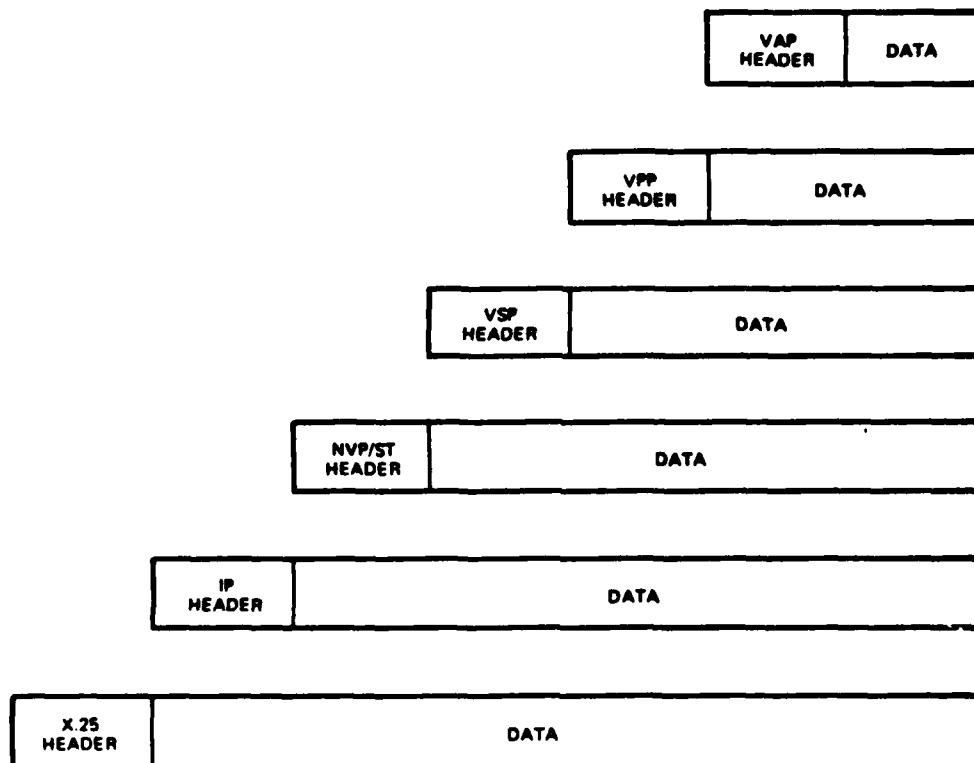 VAP
HEADER
DATA
VPP
HEADER
DATA
VSP
HEADER
DATA
NVP/ST
HEADER
DATA
IP
HEADER
DATA
X.25
HEADER
DATA